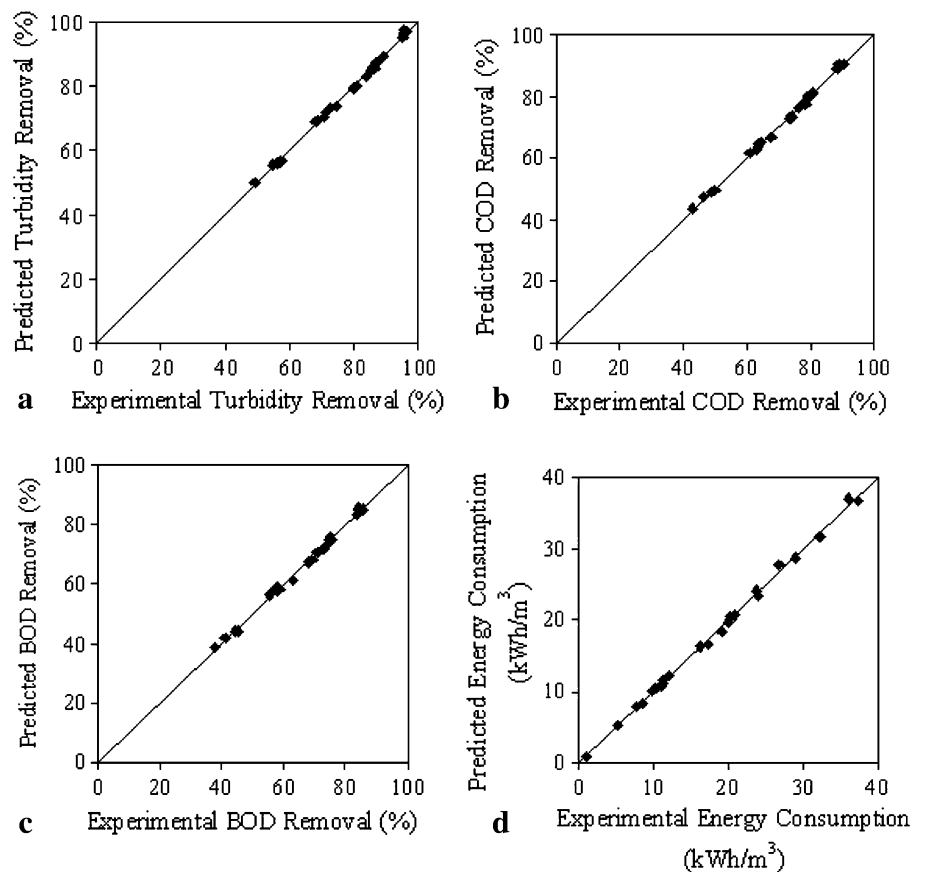 Predicted Turbidity Removal (%)
100
80
60
40
20
0
0 20 40 60 80 100
a Experimental Turbidity Removal (%)
Predicted COD Removal (%)
100
80
60
40
20
0
0 20 40 60 80 100
b Experimental COD Removal (%)
Predicted BOD Removal (%)
100
80
60
40
20
0
0 20 40 60 80 100
c Experimental BOD Removal (%)
Predicted Energy Consumption
(kWh/m³)
40
30
20
10
0
0 10 20 30 40
d Experimental Energy Consumption
(kWh/m³)